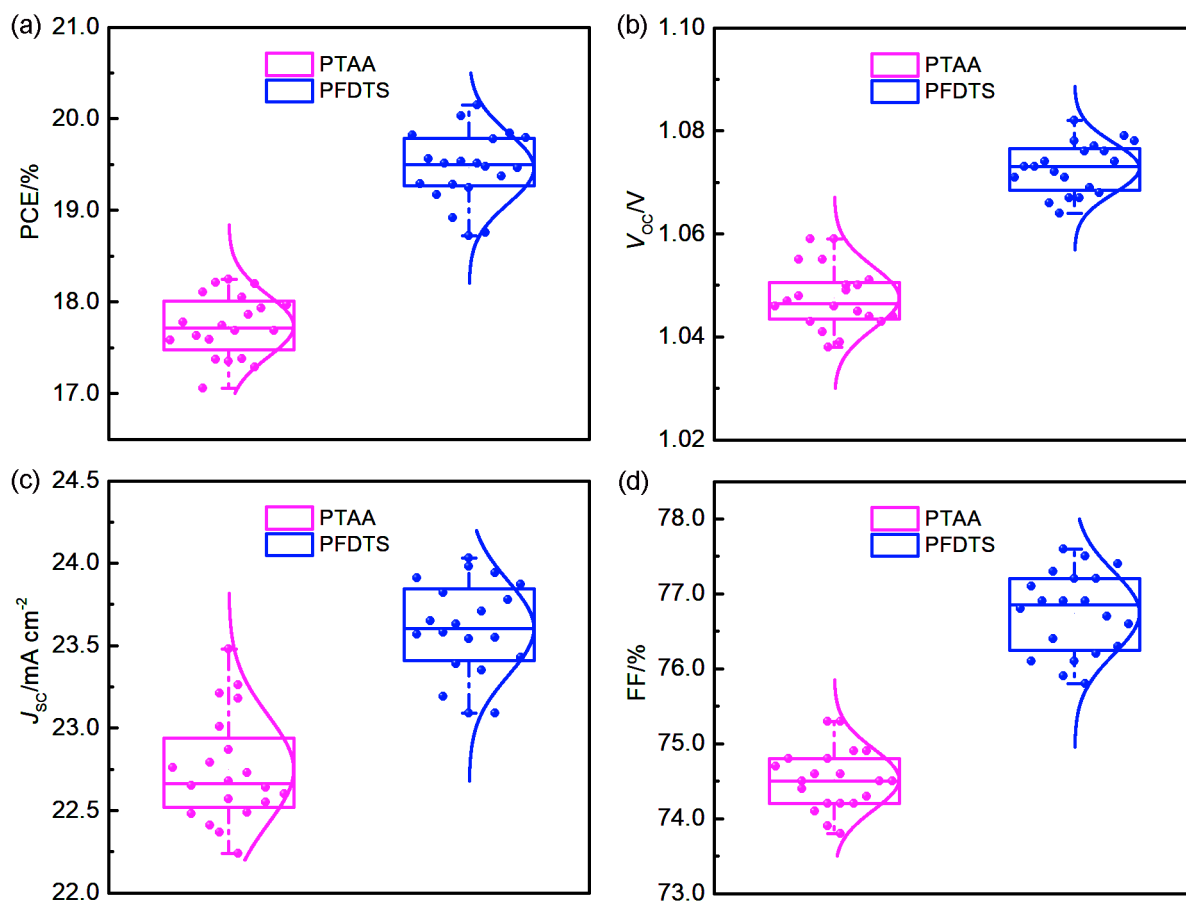 (a)
21.0
20.0
19.0
18.0
17.0
PCE/%
PTAA
PFDTS
(b)
1.10
1.08
1.06
1.04
1.02
VOC/V
PTAA
PFDTS
(c)
24.5
24.0
23.5
23.0
22.5
22.0
JSC/mA cm−2
PTAA
PFDTS
(d)
78.0
77.0
76.0
75.0
74.0
73.0
FF/%
PTAA
PFDTS